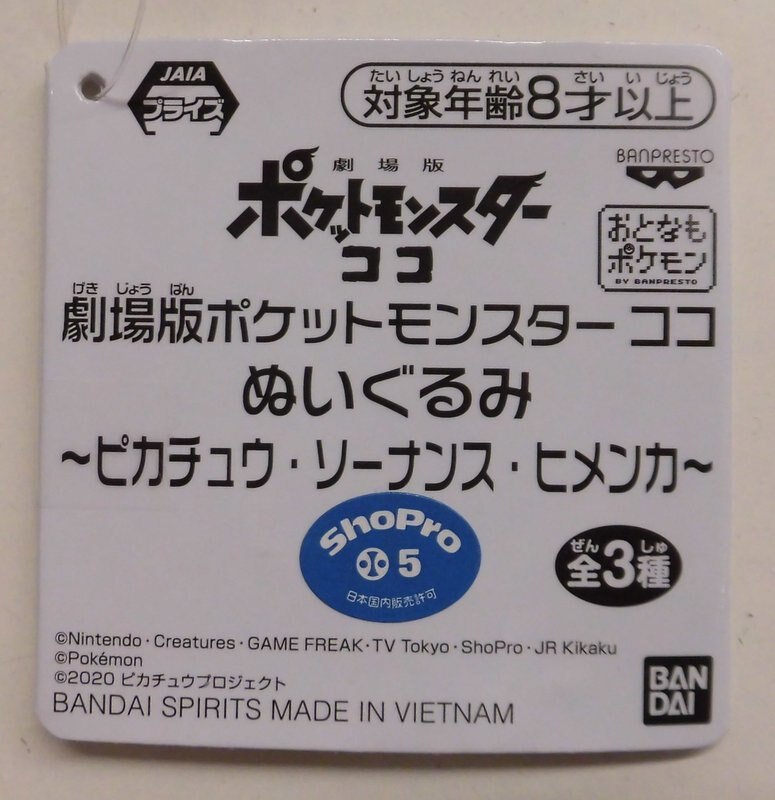 JAIA
プライズ
たいしょうねんれい さい いじょう
対象年齢8才以上
BANPRESTO
劇場版
ポケットモンスター
ココ
おとなも
ポケモン
BY BANPRESTO
げき じょう ばん
劇場版ポケットモンスター ココ
ぬいぐるみ
~ピカチュウ・ソーナンス・ヒメンカ~
ShoPro
5
日本国内販売許可
ぜん しゅ
全3種
©Nintendo・Creatures・GAME FREAK・TV Tokyo・ShoPro・JR Kikaku
©Pokémon
©2020 ピカチュウプロジェクト
BANDAI SPIRITS MADE IN VIETNAM
BAN
DAI